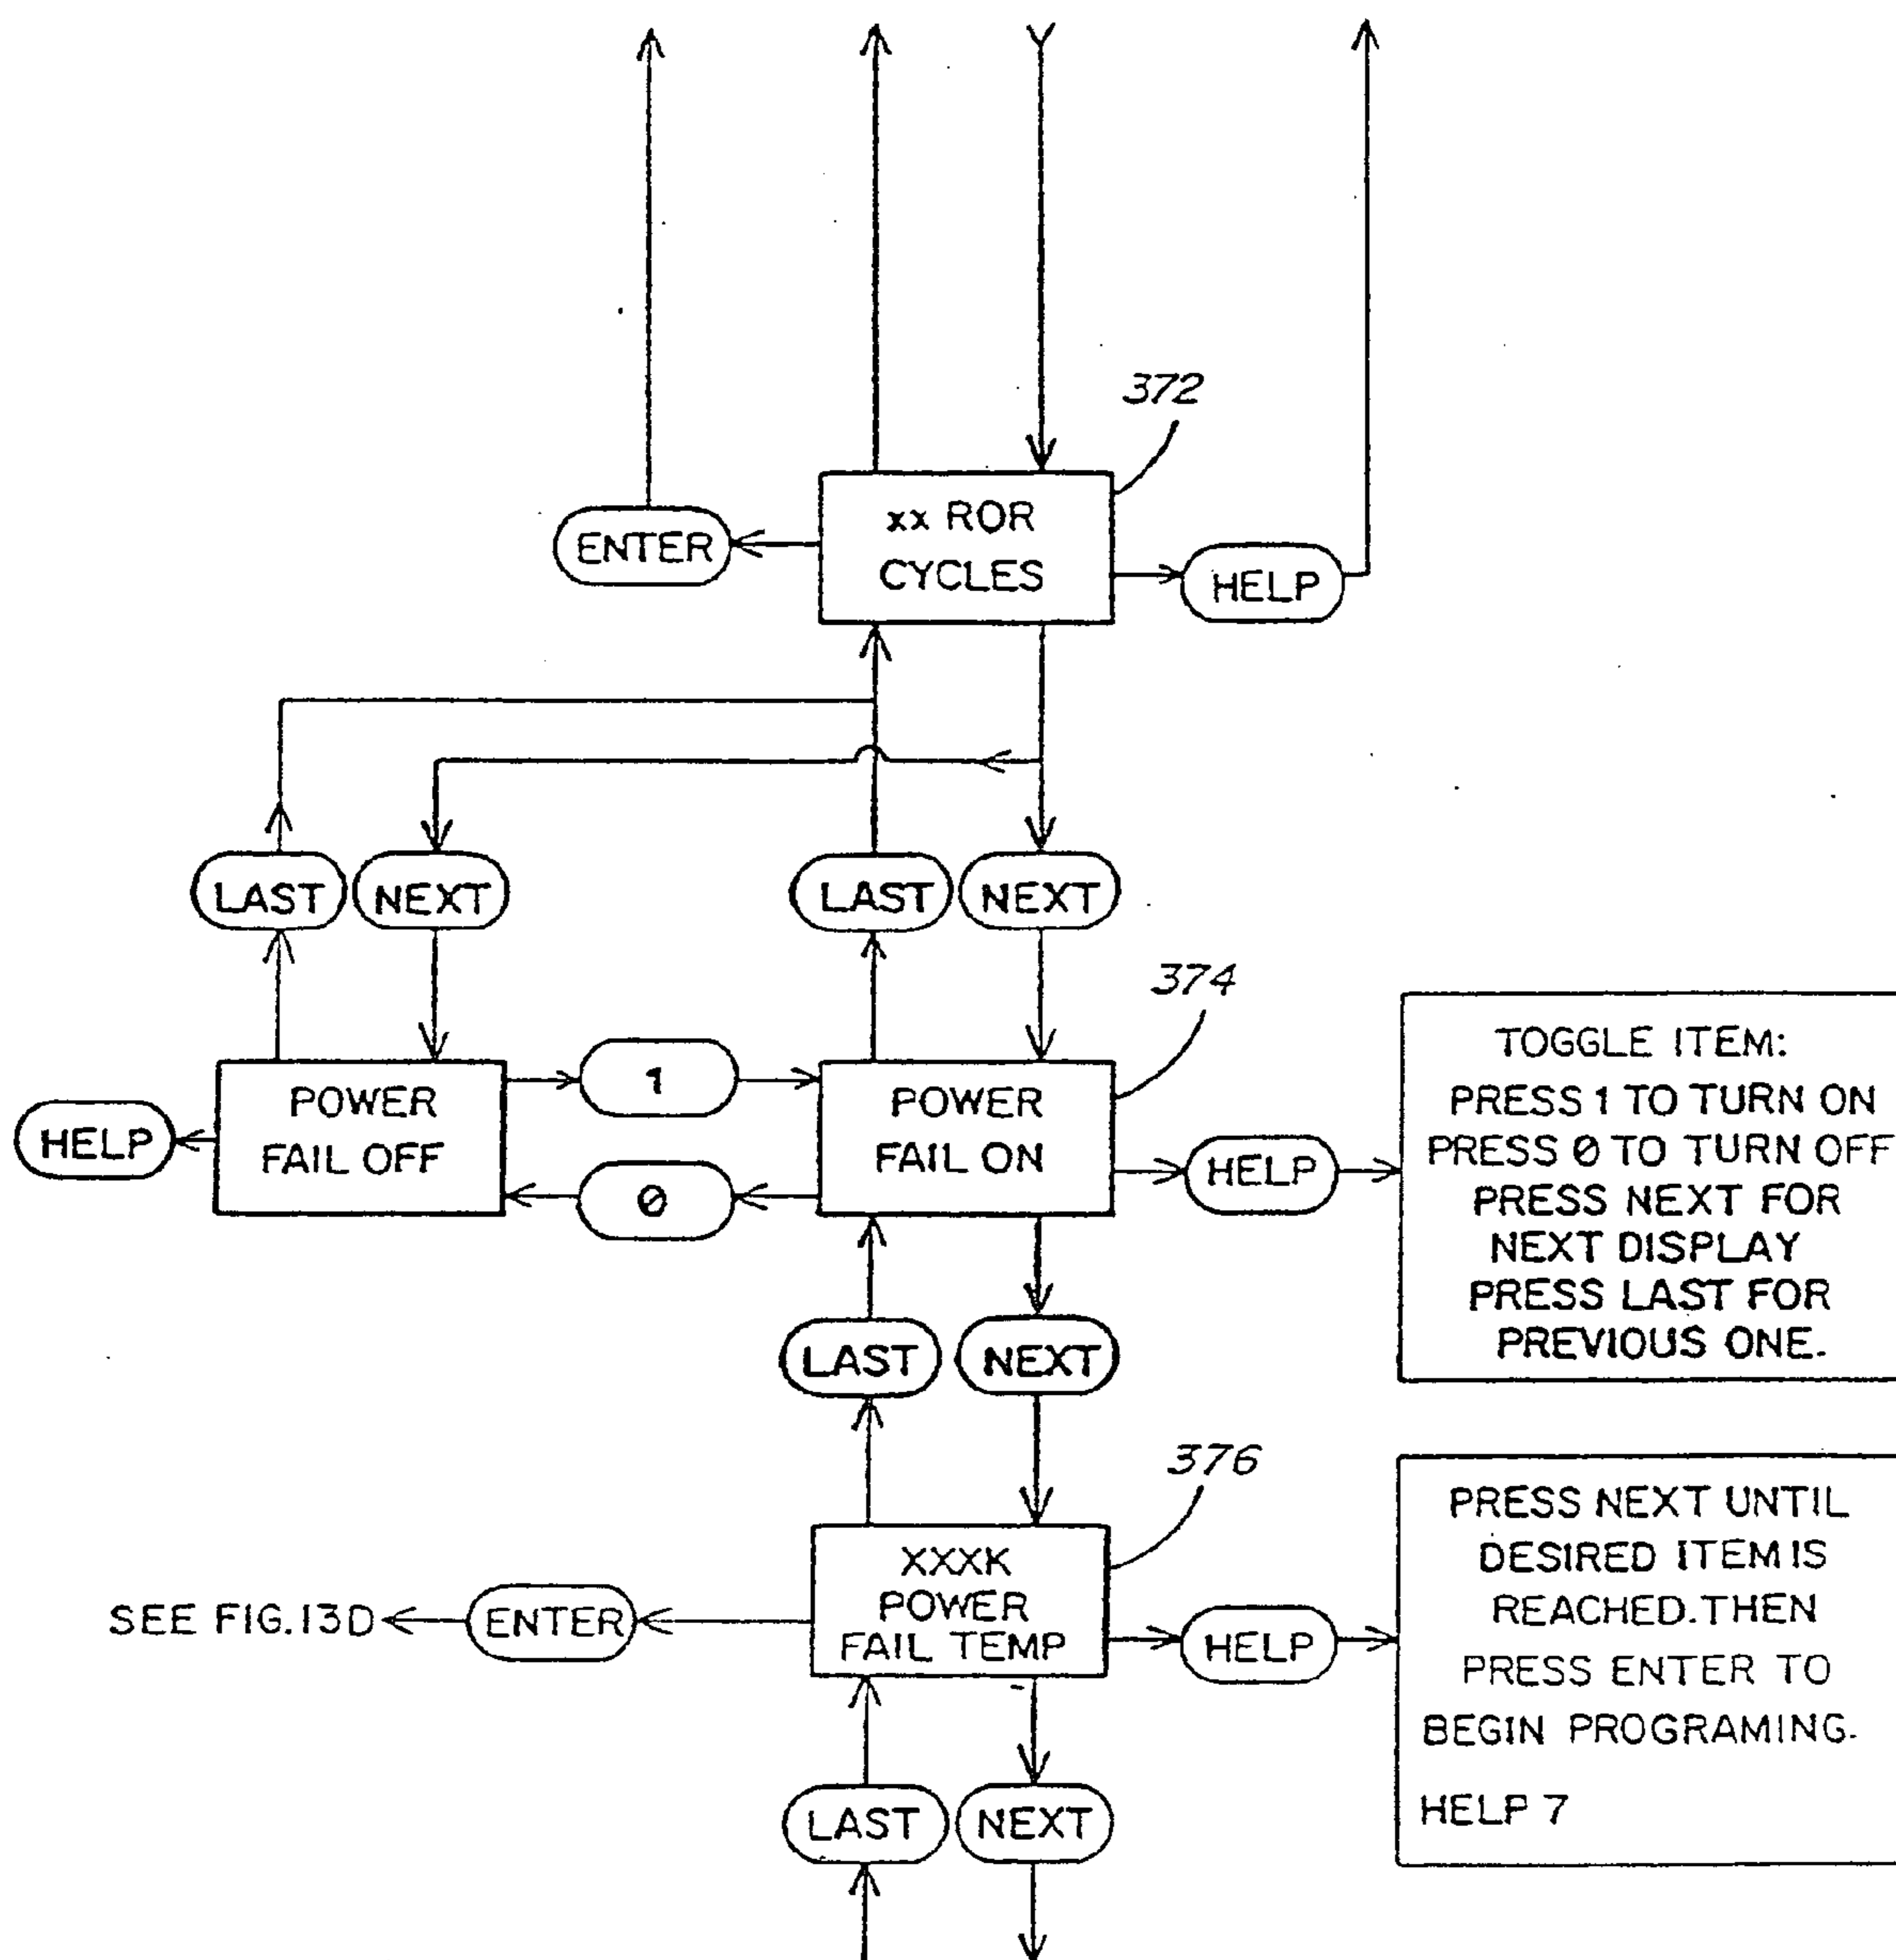 372
xx ROR
CYCLES
ENTER
HELP
LAST
NEXT
LAST
NEXT
374
POWER
FAIL OFF
1
POWER
FAIL ON
HELP
0
HELP
TOGGLE ITEM:
PRESS 1 TO TURN ON
PRESS 0 TO TURN OFF
PRESS NEXT FOR
NEXT DISPLAY
PRESS LAST FOR
PREVIOUS ONE.
LAST
NEXT
376
XXXK
POWER
FAIL TEMP
SEE FIG.13D
ENTER
HELP
PRESS NEXT UNTIL
DESIRED ITEM IS
REACHED.THEN
PRESS ENTER TO
BEGIN PROGRAMING.
HELP 7
LAST
NEXT